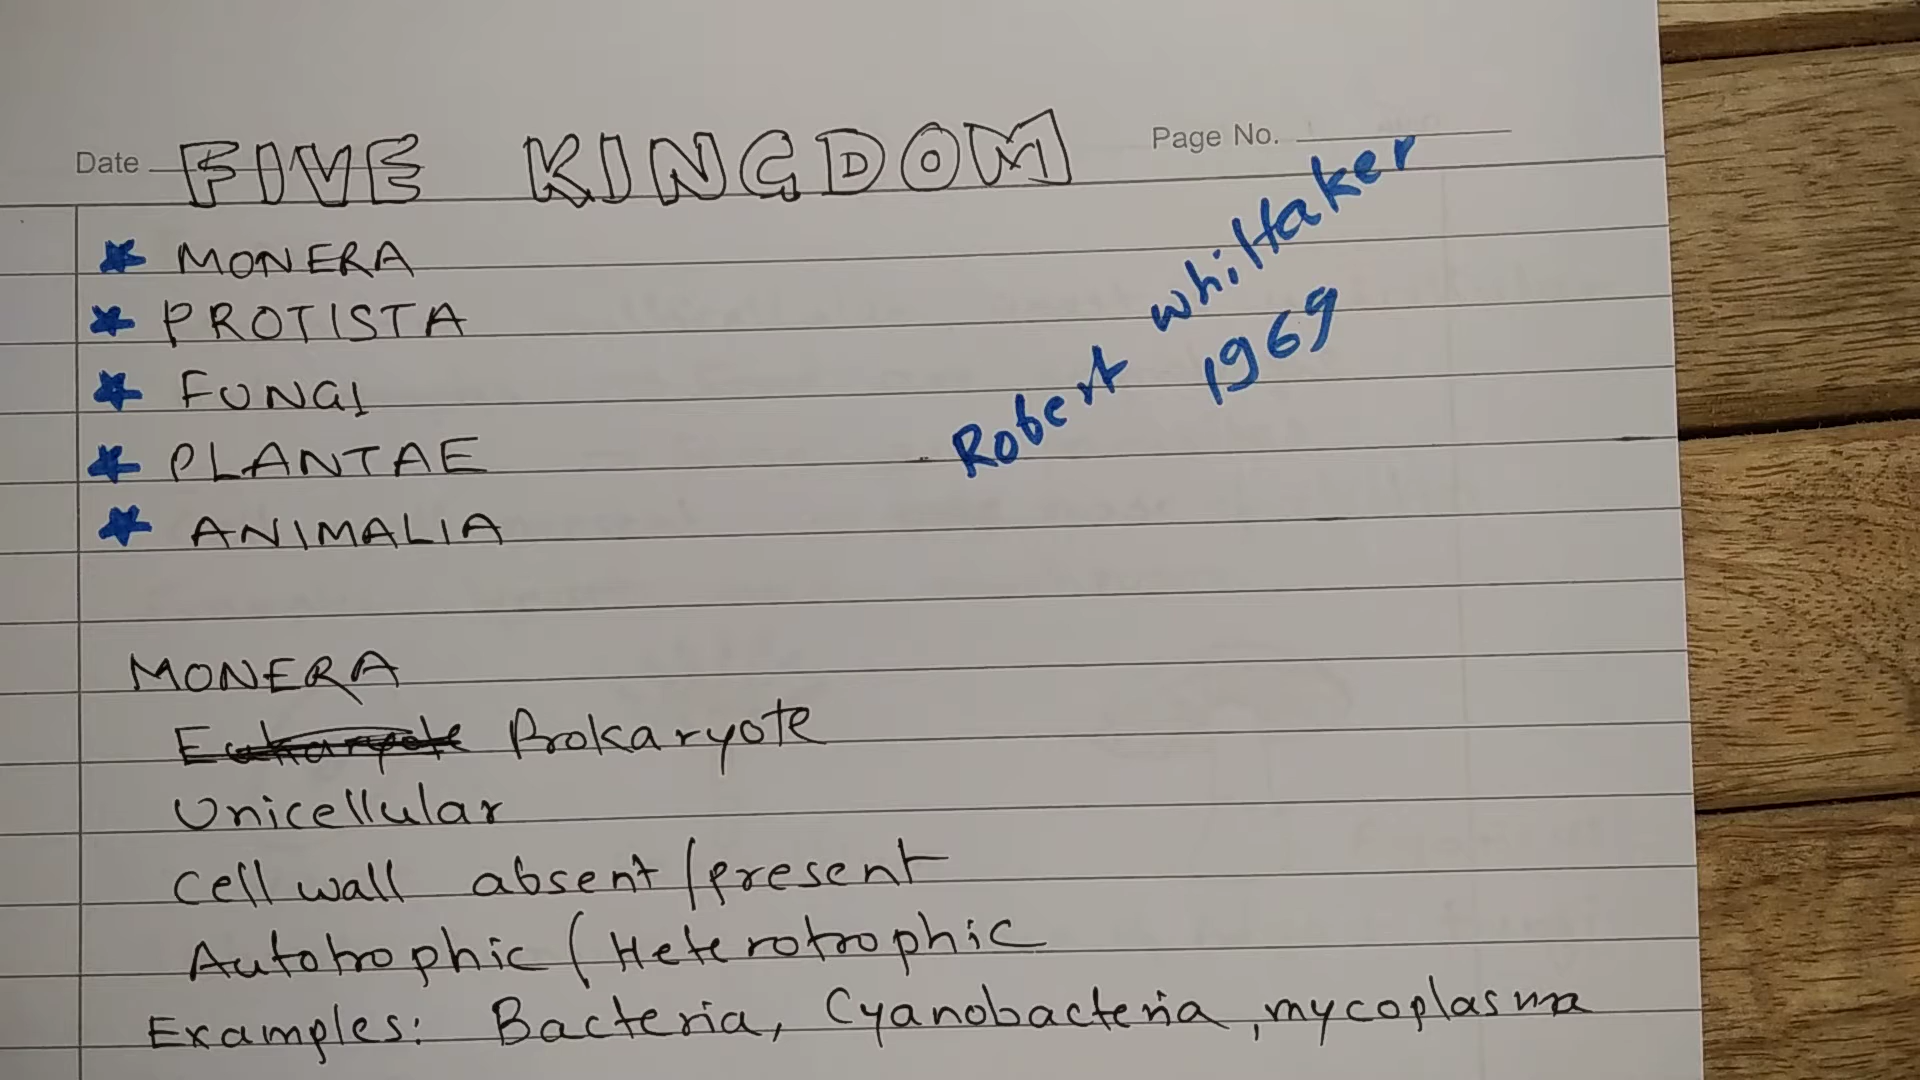 Date FIVE KINGDOM Page No.
MONERA
PROTISTA
FUNGI
PLANTAE
ANIMALIA
Robert whittaker
1969
MONERA
Eukaryote Prokaryote
Unicellular
Cell wall absent/present
Autotrophic/Heterotrophic
Examples: Bacteria, Cyanobacteria, mycoplasma